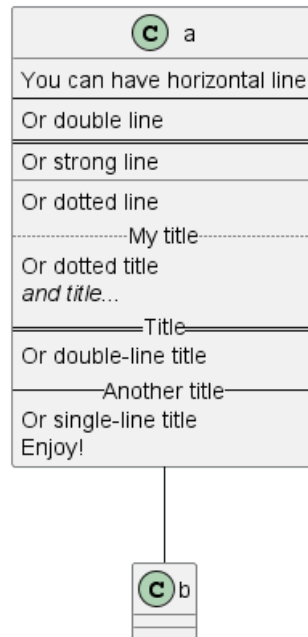 C a
You can have horizontal line
Or double line
Or strong line
Or dotted line
My title
Or dotted title
and title...
Title
Or double-line title
Another title
Or single-line title
Enjoy!
C b